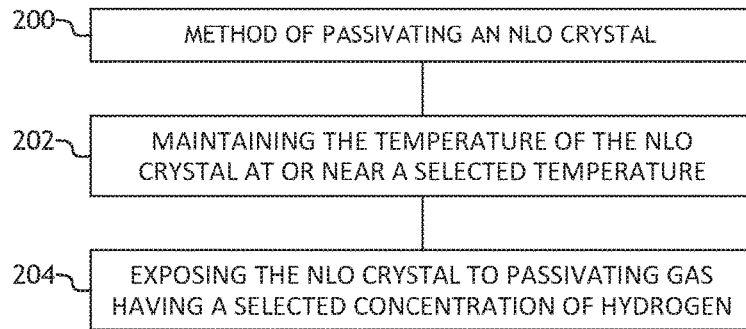 200
METHOD OF PASSIVATING AN NLO CRYSTAL
202
MAINTAINING THE TEMPERATURE OF THE NLO
CRYSTAL AT OR NEAR A SELECTED TEMPERATURE
204
EXPOSING THE NLO CRYSTAL TO PASSIVATING GAS
HAVING A SELECTED CONCENTRATION OF HYDROGEN